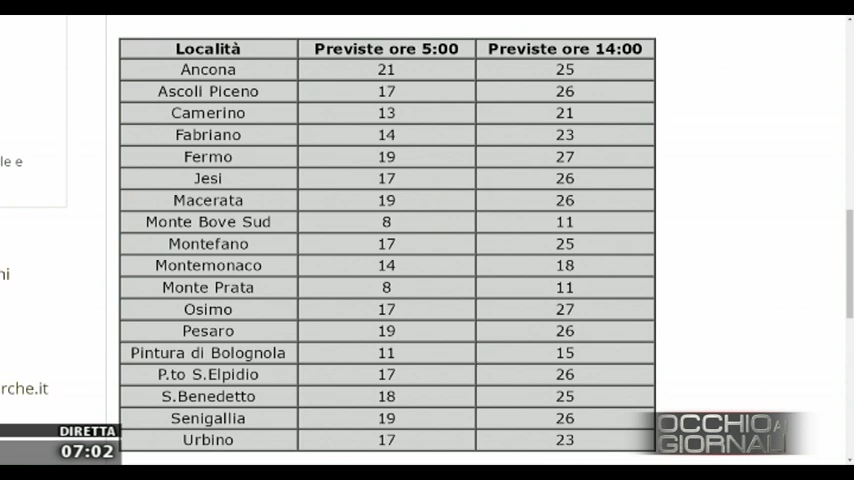 Località Previste ore 5:00 Previste ore 14:00
Ancona 21 25
Ascoli Piceno 17 26
Camerino 13 21
Fabriano 14 23
le e
Fermo 19 27
Jesi 17 26
Macerata 19 26
Monte Bove Sud 8 11
Montefano 17 25
Montemonaco 14 18
ni
Monte Prata 8 11
Osimo 17 27
Pesaro 19 26
Pintura di Bolognola 11 15
P.to S.Elpidio 17 26
rche.it
S.Benedetto 18 25
Senigallia 19 26
Urbino 17 23
DIRETTA
07:02
OCCHIO AI
GIORNALI